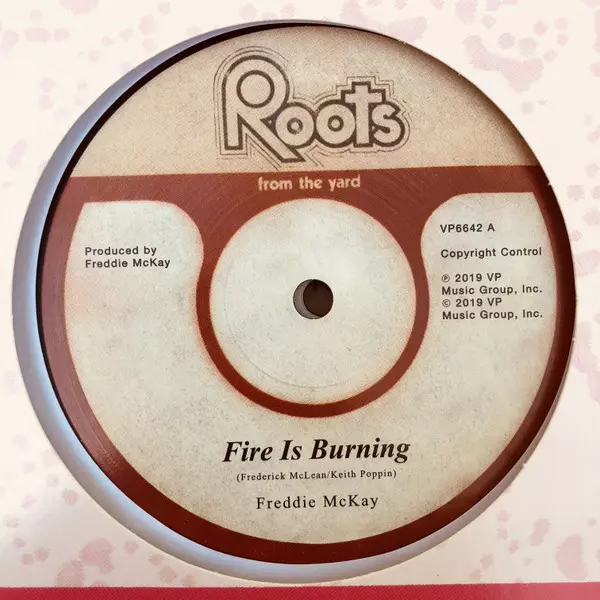 Roots
from the yard
Produced by
Freddie McKay
VP6642 A
Copyright Control
℗ 2019 VP
Music Group, Inc.
© 2019 VP
Music Group, Inc.
Fire Is Burning
(Frederick McLean/Keith Poppin)
Freddie McKay